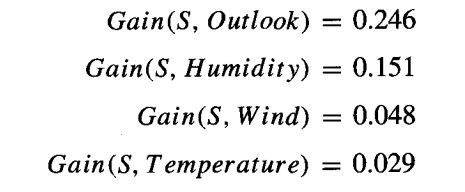 Gain(S, Outlook) = 0.246
Gain(S, Humidity) = 0.151
Gain(S, Wind) = 0.048
Gain(S, Temperature) = 0.029